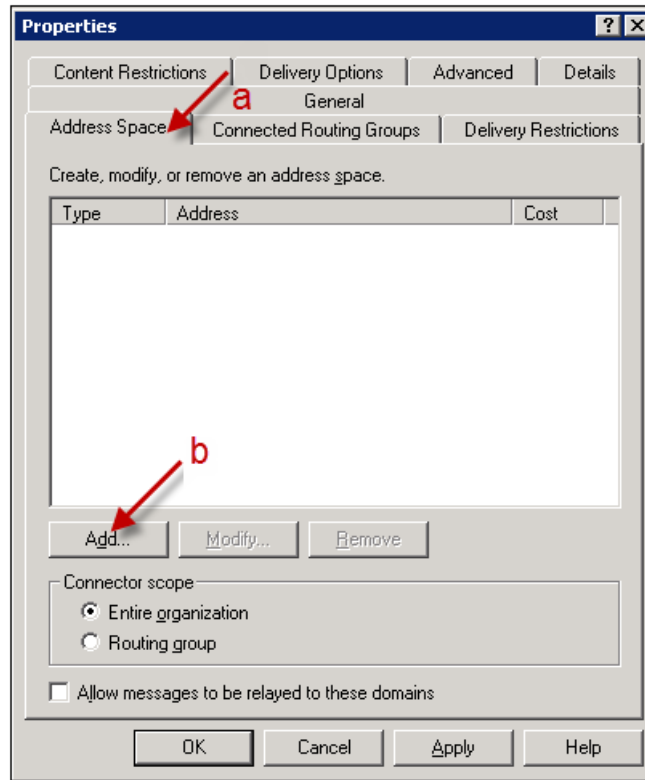 Properties
Content Restrictions Delivery Options Advanced Details
a
General
Address Space Connected Routing Groups Delivery Restrictions
Create, modify, or remove an address space.
Type Address Cost
b
Add... Modify... Remove
Connector scope
Entire organization
Routing group
Allow messages to be relayed to these domains
OK Cancel Apply Help